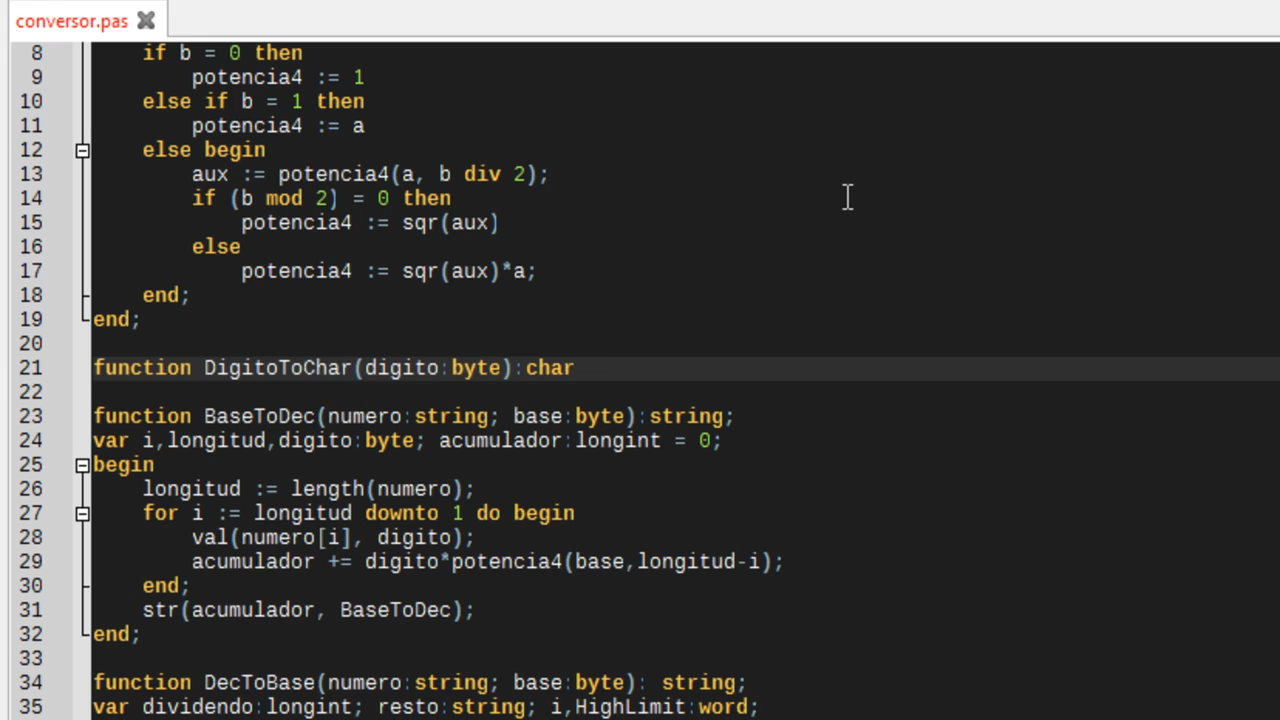 conversor.pas
8 if b = 0 then
9 potencia4 := 1
10 else if b = 1 then
11 potencia4 := a
12 else begin
13 aux := potencia4(a, b div 2);
14 if (b mod 2) = 0 then
15 potencia4 := sqr(aux)
16 else
17 potencia4 := sqr(aux)*a;
18 end;
19 end;
20
21 function DigitoToChar(digito:byte):char
22
23 function BaseToDec(numero:string; base:byte):string;
24 var i,longitud,digito:byte; acumulador:longint = 0;
25 begin
26 longitud := length(numero);
27 for i := longitud downto 1 do begin
28 val(numero[i], digito);
29 acumulador += digito*potencia4(base,longitud-i);
30 end;
31 str(acumulador, BaseToDec);
32 end;
33
34 function DecToBase(numero:string; base:byte): string;
35 var dividendo:longint; resto:string; i,HighLimit:word;